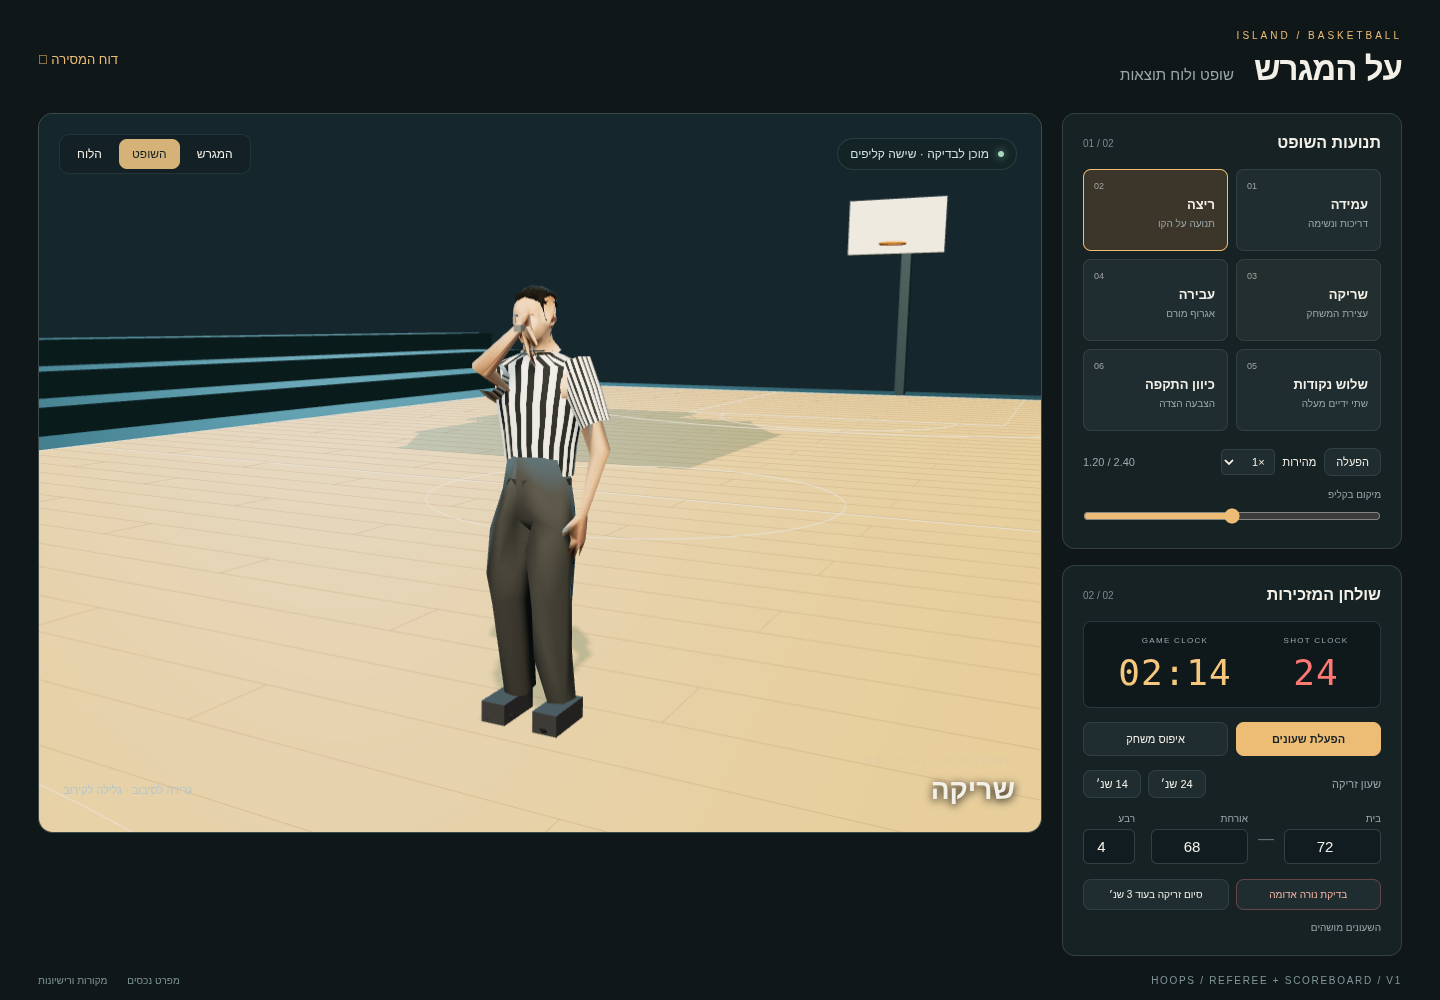 ISLAND / BASKETBALL
על המגרש
שופט ולוח תוצאות
דוח המסירה
תנועות השופט
01 / 02
01
עמידה
דריכות ונשימה
02
ריצה
תנועה על הקו
03
שריקה
עצירת המשחק
04
עבירה
אגרוף מורם
05
שלוש נקודות
שתי ידיים מעלה
06
כיוון התקפה
הצבעה הצדה
הפעלה
מהירות
1×
1.20 / 2.40
מיקום בקליפ
מוכן לבדיקה · שישה קליפים
המגרש
השופט
הלוח
שריקה
גרירה לסיבוב · גלילה לקירוב
שולחן המזכירות
02 / 02
SHOT CLOCK
24
GAME CLOCK
02:14
הפעלת שעונים
איפוס משחק
שעון זריקה
24 שנ׳
14 שנ׳
בית
72
—
אורחת
68
רבע
4
בדיקת נורה אדומה
סיום זריקה בעוד 3 שנ׳
השעונים מושהים
HOOPS / REFEREE + SCOREBOARD / V1
מפרט נכסים
מקורות ורישיונות